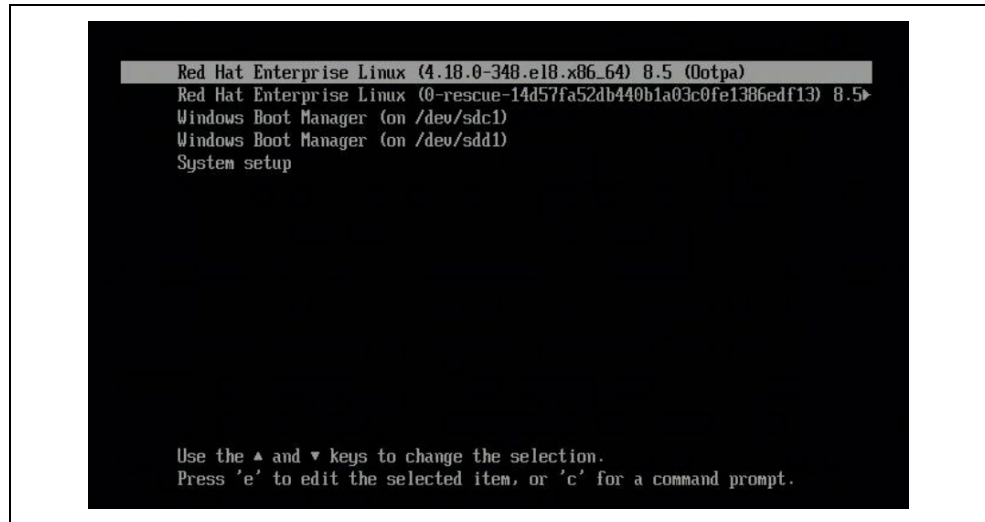 Red Hat Enterprise Linux (4.18.0-348.el8.x86_64) 8.5 (Ootpa)
Red Hat Enterprise Linux (0-rescue-14d57fa52db440b1a03c0fe1386edf13) 8.5▶
Windows Boot Manager (on /dev/sdc1)
Windows Boot Manager (on /dev/sdd1)
System setup
Use the ▲ and ▼ keys to change the selection.
Press 'e' to edit the selected item, or 'c' for a command prompt.